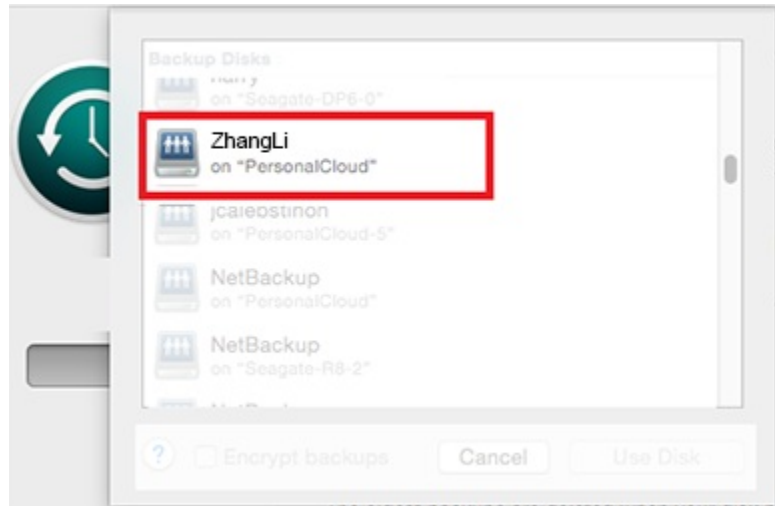 Backup Disks
harry
on "Seagate-DP6-0"
ZhangLi
on "PersonalCloud"
jcalebstinon
on "PersonalCloud-5"
NetBackup
on "PersonalCloud"
NetBackup
on "Seagate-R8-2"
? Encrypt backups Cancel Use Disk